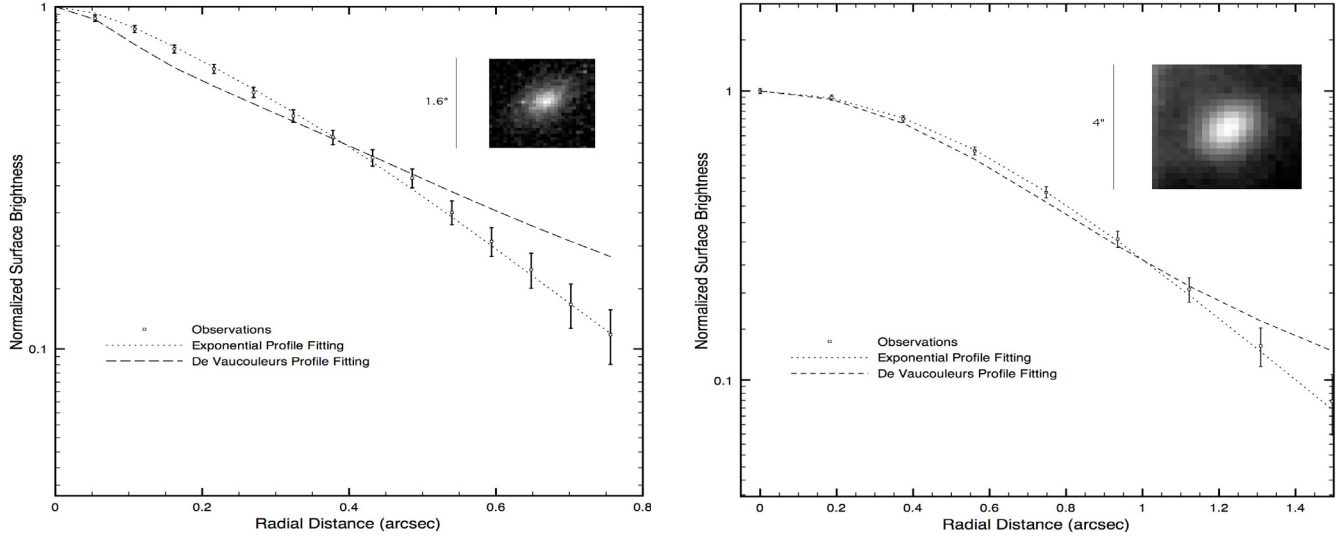 Normalized Surface Brightness
1
0.1
1.6"
Observations
Exponential Profile Fitting
De Vaucouleurs Profile Fitting
0 0.2 0.4 0.6 0.8
Radial Distance (arcsec)
Normalized Surface Brightness
1
0.1
4"
Observations
Exponential Profile Fitting
De Vaucouleurs Profile Fitting
0 0.2 0.4 0.6 0.8 1 1.2 1.4
Radial Distance (arcsec)